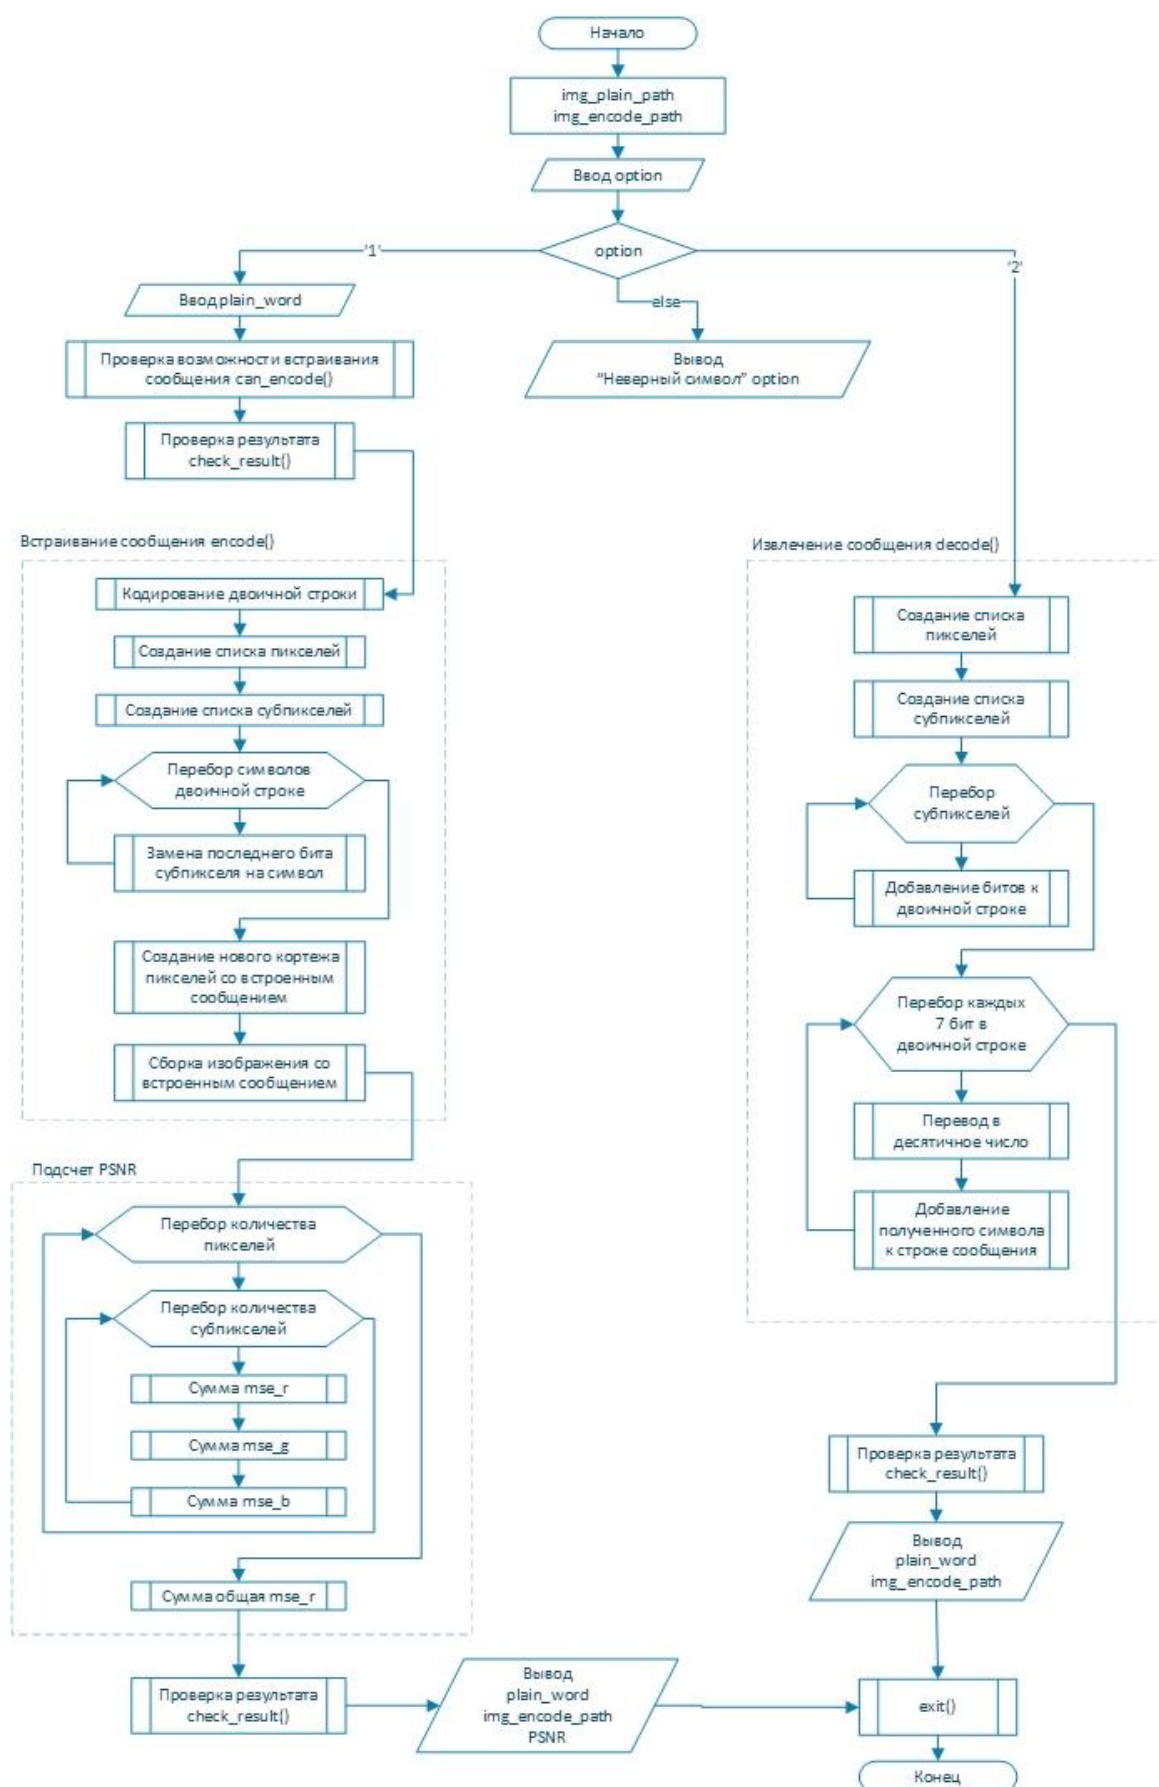 Начало
img_plain_path
img_encode_path
Ввод option
option
'1'
'2'
else
Ввод plain_word
Проверка возможности встраивания
сообщения can_encode()
Проверка результата
check_result()
Вывод
“Неверный символ” option
Встраивание сообщения encode()
Кодирование двоичной строки
Создание списка пикселей
Создание списка субпикселей
Перебор символов
двоичной строке
Замена последнего бита
субпикселя на символ
Создание нового кортежа
пикселей со встроенным
сообщением
Сборка изображения со
встроенным сообщением
Подсчет PSNR
Перебор количества
пикселей
Перебор количества
субпикселей
Сумма mse_r
Сумма mse_g
Сумма mse_b
Сумма общая mse_r
Проверка результата
check_result()
Вывод
plain_word
img_encode_path
PSNR
Извлечение сообщения decode()
Создание списка
пикселей
Создание списка
субпикселей
Перебор
субпикселей
Добавление битов к
двоичной строке
Перебор каждых
7 бит в
двоичной строке
Перевод в
десятичное число
Добавление
полученного символа
к строке сообщения
Проверка результата
check_result()
Вывод
plain_word
img_encode_path
exit()
Конец